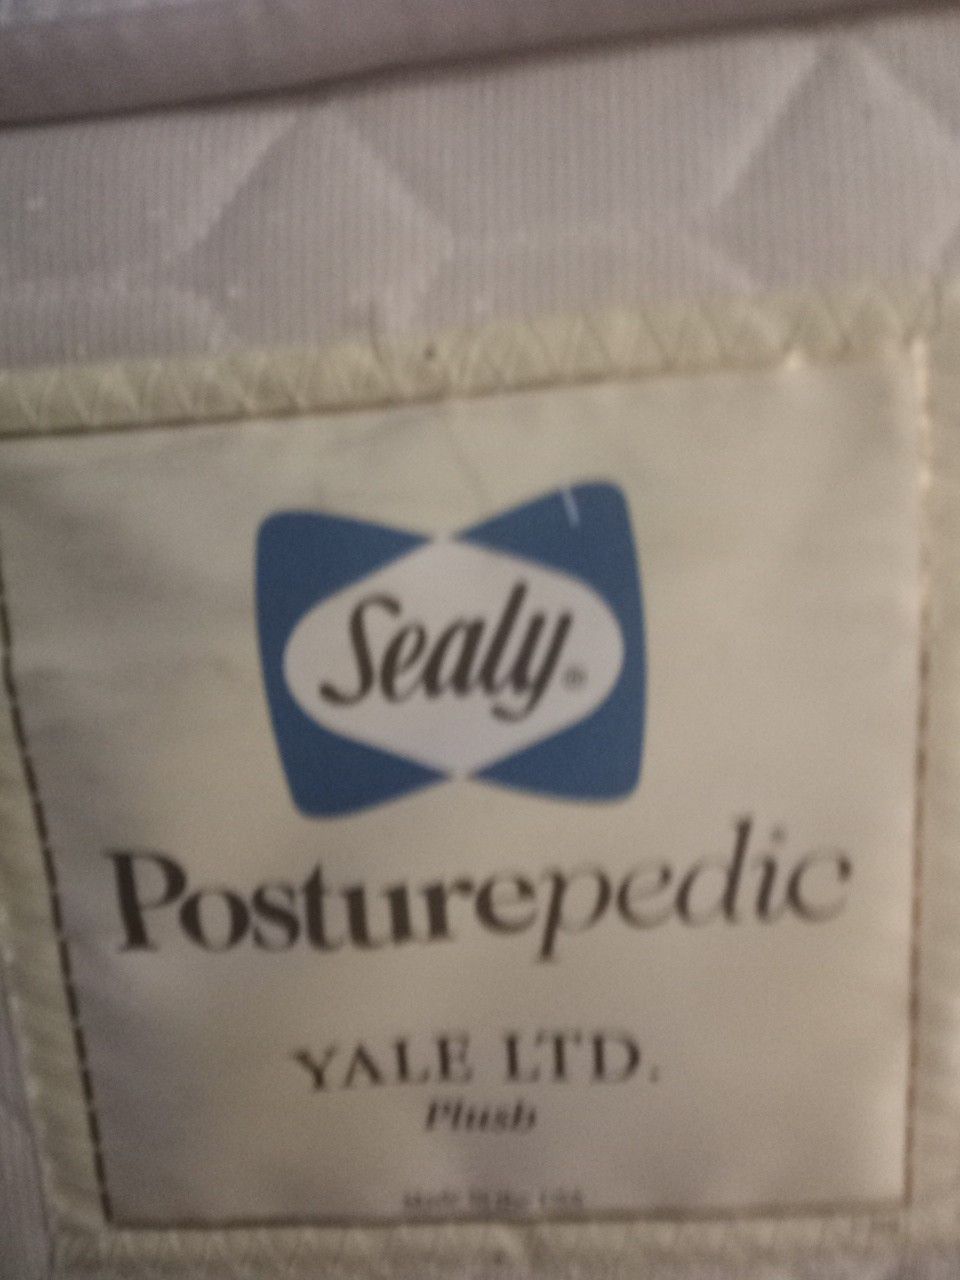 Sealy®
Posturepedic
YALE LTD.
Plush